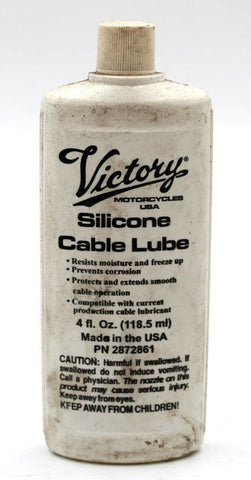 Victory®
MOTORCYCLES
USA
Silicone
Cable Lube
• Resists moisture and freeze up
• Prevents corrosion
• Protects and extends smooth
cable operation
• Compatible with current
production cable lubricant
4 fl. Oz. (118.5 ml)
Made in the USA
PN 2872861
CAUTION: Harmful if swallowed. If
swallowed do not induce vomiting.
Call a physician. The nozzle on this
product may cause serious injury.
Keep away from eyes.
KEEP AWAY FROM CHILDREN!